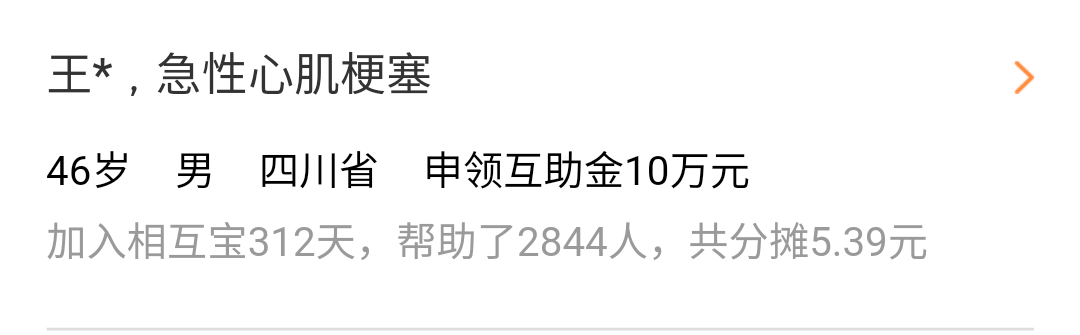 王*，急性心肌梗塞
46岁 男 四川省 申领互助金10万元
加入相互宝312天，帮助了2844人，共分摊5.39元